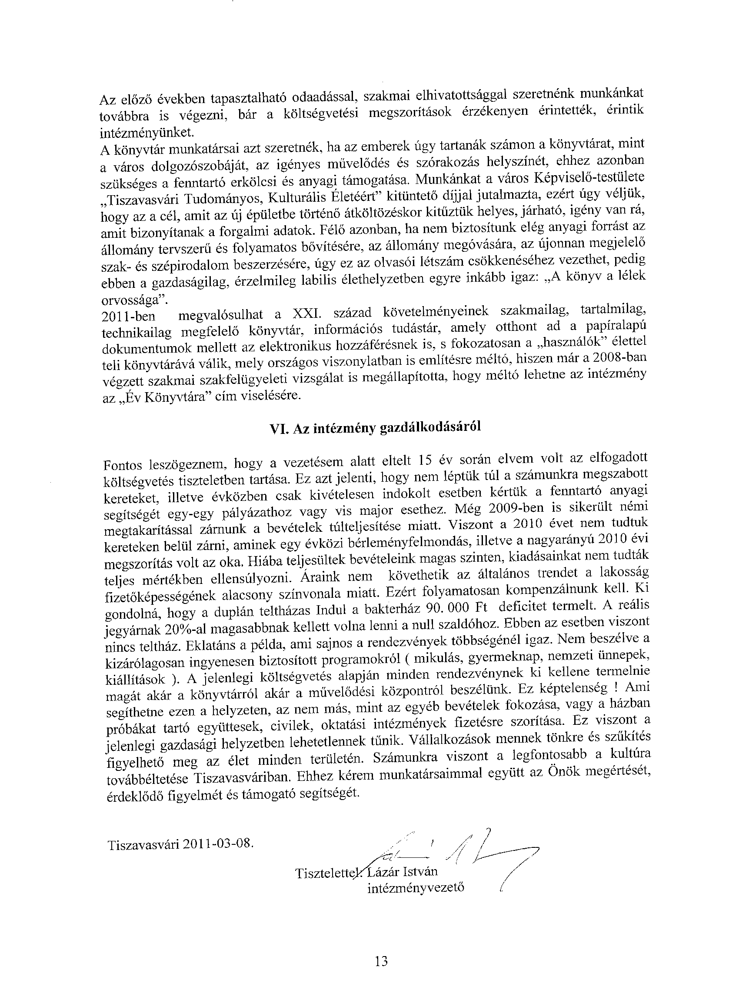 Az előző években tapasztalható odaadással, szakmai elhivatottsággal szeretnénk munkánkat
továbbra is végezni, bár a költségvetési megszorítások érzékenyen érintették, érintik
intézményünket.
A könyvtár munkatársai azt szeretnék, ha az emberek úgy tartanák számon a könyvtárat, mint
a város dolgozószobáját, az igényes művelődés és szórakozás helyszínét, ehhez azonban
szükséges a fenntartó erkölcsi és anyagi támogatása. Munkánkat a város Képviselő-testülete
„Tiszavasvári Tudományos, Kulturális Életéért” kitüntető díjjal jutalmazta, ezért úgy véljük,
hogy az a cél, amit az új épületbe történő átköltözéskor kitűztük helyes, járható, igény van rá,
amit bizonyítanak a forgalmi adatok. Félő azonban, ha nem biztosítunk elég anyagi forrást az
állomány tervszerű és folyamatos bővítésére, az állomány megóvására, az újonnan megjelelő
szak- és szépirodalom beszerzésére, úgy ez az olvasói létszám csökkenéséhez vezethet, pedig
ebben a gazdaságilag, érzelmileg labilis élethelyzetben egyre inkább igaz: „A könyv a lélek
orvossága”.
2011-ben megvalósulhat a XXI. század követelményeinek szakmailag, tartalmilag,
technikailag megfelelő könyvtár, információs tudástár, amely otthont ad a papíralapú
dokumentumok mellett az elektronikus hozzáférésnek is, s fokozatosan a „használók” élettel
teli könyvtárává válik, mely országos viszonylatban is említésre méltó, hiszen már a 2008-ban
végzett szakmai szakfelügyeleti vizsgálat is megállapította, hogy méltó lehetne az intézmény
az „Év Könyvtára” cím viselésére.
VI. Az intézmény gazdálkodásáról
Fontos leszögeznem, hogy a vezetésem alatt eltelt 15 év során elvem volt az elfogadott
költségvetés tiszteletben tartása. Ez azt jelenti, hogy nem léptük túl a számunkra megszabott
kereteket, illetve évközben csak kivételesen indokolt esetben kértük a fenntartó anyagi
segítségét egy-egy pályázathoz vagy vis major esethez. Még 2009-ben is sikerült némi
megtakarítással zárnunk a bevételek túlteljesítése miatt. Viszont a 2010 évet nem tudtuk
kereteken belül zárni, aminek egy évközi bérleményfelmondás, illetve a nagyarányú 2010 évi
megszorítás volt az oka. Hiába teljesültek bevételeink magas szinten, kiadásainkat nem tudták
teljes mértékben ellensúlyozni. Áraink nem követhetik az általános trendet a lakosság
fizetőképességének alacsony színvonala miatt. Ezért folyamatosan kompenzálnunk kell. Ki
gondolná, hogy a duplán teltházas Indul a bakterház 90. 000 Ft deficitet termelt. A reális
jegyárnak 20%-al magasabbnak kellett volna lenni a null szaldóhoz. Ebben az esetben viszont
nincs teltház. Eklatáns a példa, ami sajnos a rendezvények többségénél igaz. Nem beszélve a
kizárólagosan ingyenesen biztosított programokról ( mikulás, gyermeknap, nemzeti ünnepek,
kiállítások ). A jelenlegi költségvetés alapján minden rendezvénynek ki kellene termelnie
magát akár a könyvtárról akár a művelődési központról beszélünk. Ez képtelenség ! Ami
segíthetne ezen a helyzeten, az nem más, mint az egyéb bevételek fokozása, vagy a házban
próbákat tartó együttesek, civilek, oktatási intézmények fizetésre szorítása. Ez viszont a
jelenlegi gazdasági helyzetben lehetetlennek tűnik. Vállalkozások mennek tönkre és szűkítés
figyelhető meg az élet minden területén. Számunkra viszont a legfontosabb a kultúra
továbbéltetése Tiszavasváriban. Ehhez kérem munkatársaimmal együtt az Önök megértését,
érdeklődő figyelmét és támogató segítségét.
Tiszavasvári 2011-03-08.
Tisztelettel: Lázár István
intézményvezető
13